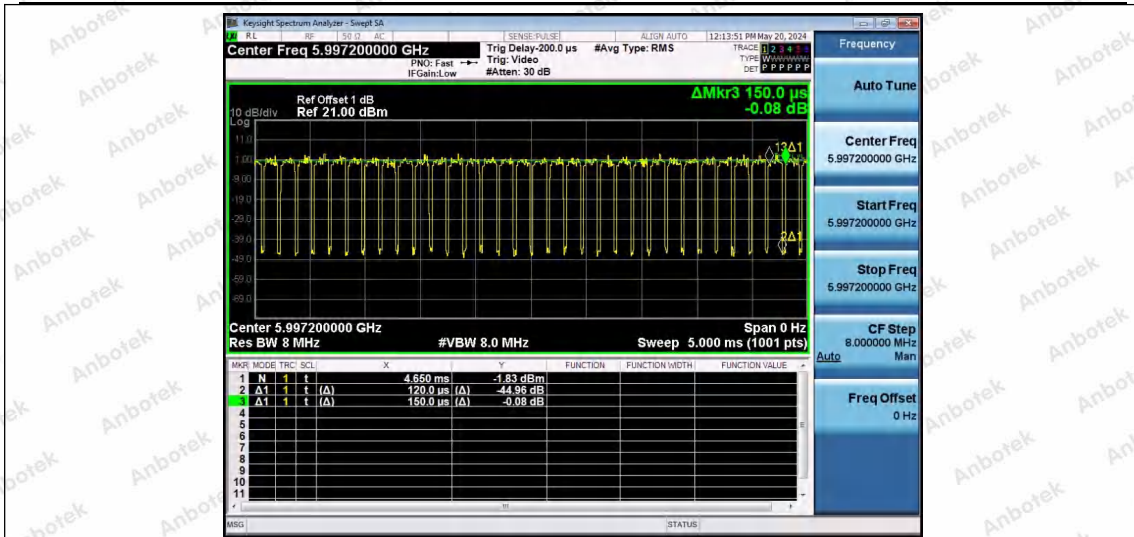 Keysight Spectrum Analyzer - Swept SA
RL RF 50 Ω AC SENSE:PULSE ALIGN AUTO 12:13:51 PM May 20, 2024
Center Freq 5.997200000 GHz
PNO: Fast
IFGain:Low
Trig Delay-200.0 µs
Trig: Video
#Atten: 30 dB
#Avg Type: RMS
TRACE 1 2 3 4 5 6
TYPE WWWWWW
DET P P P P P P
Frequency
ΔMkr3 150.0 µs
-0.08 dB
Ref Offset 1 dB
10 dB/div Ref 21.00 dBm
Log
11.0
1.00
-9.00
-19.0
-29.0
-39.0
-49.0
-59.0
-69.0
2Δ1
Center 5.997200000 GHz Span 0 Hz
Res BW 8 MHz #VBW 8.0 MHz Sweep 5.000 ms (1001 pts)
MKR MODE TRC SCL X Y FUNCTION FUNCTION WIDTH FUNCTION VALUE
1 N 1 t 4.650 ms -1.83 dBm
2 Δ1 1 t (Δ) 120.0 µs (Δ) -44.96 dB
3 Δ1 1 t (Δ) 150.0 µs (Δ) -0.08 dB
4
5
6
7
8
9
10
11
MSG STATUS
Auto Tune
Center Freq
5.997200000 GHz
Start Freq
5.997200000 GHz
Stop Freq
5.997200000 GHz
CF Step
8.000000 MHz
Auto Man
Freq Offset
0 Hz
Anbotek